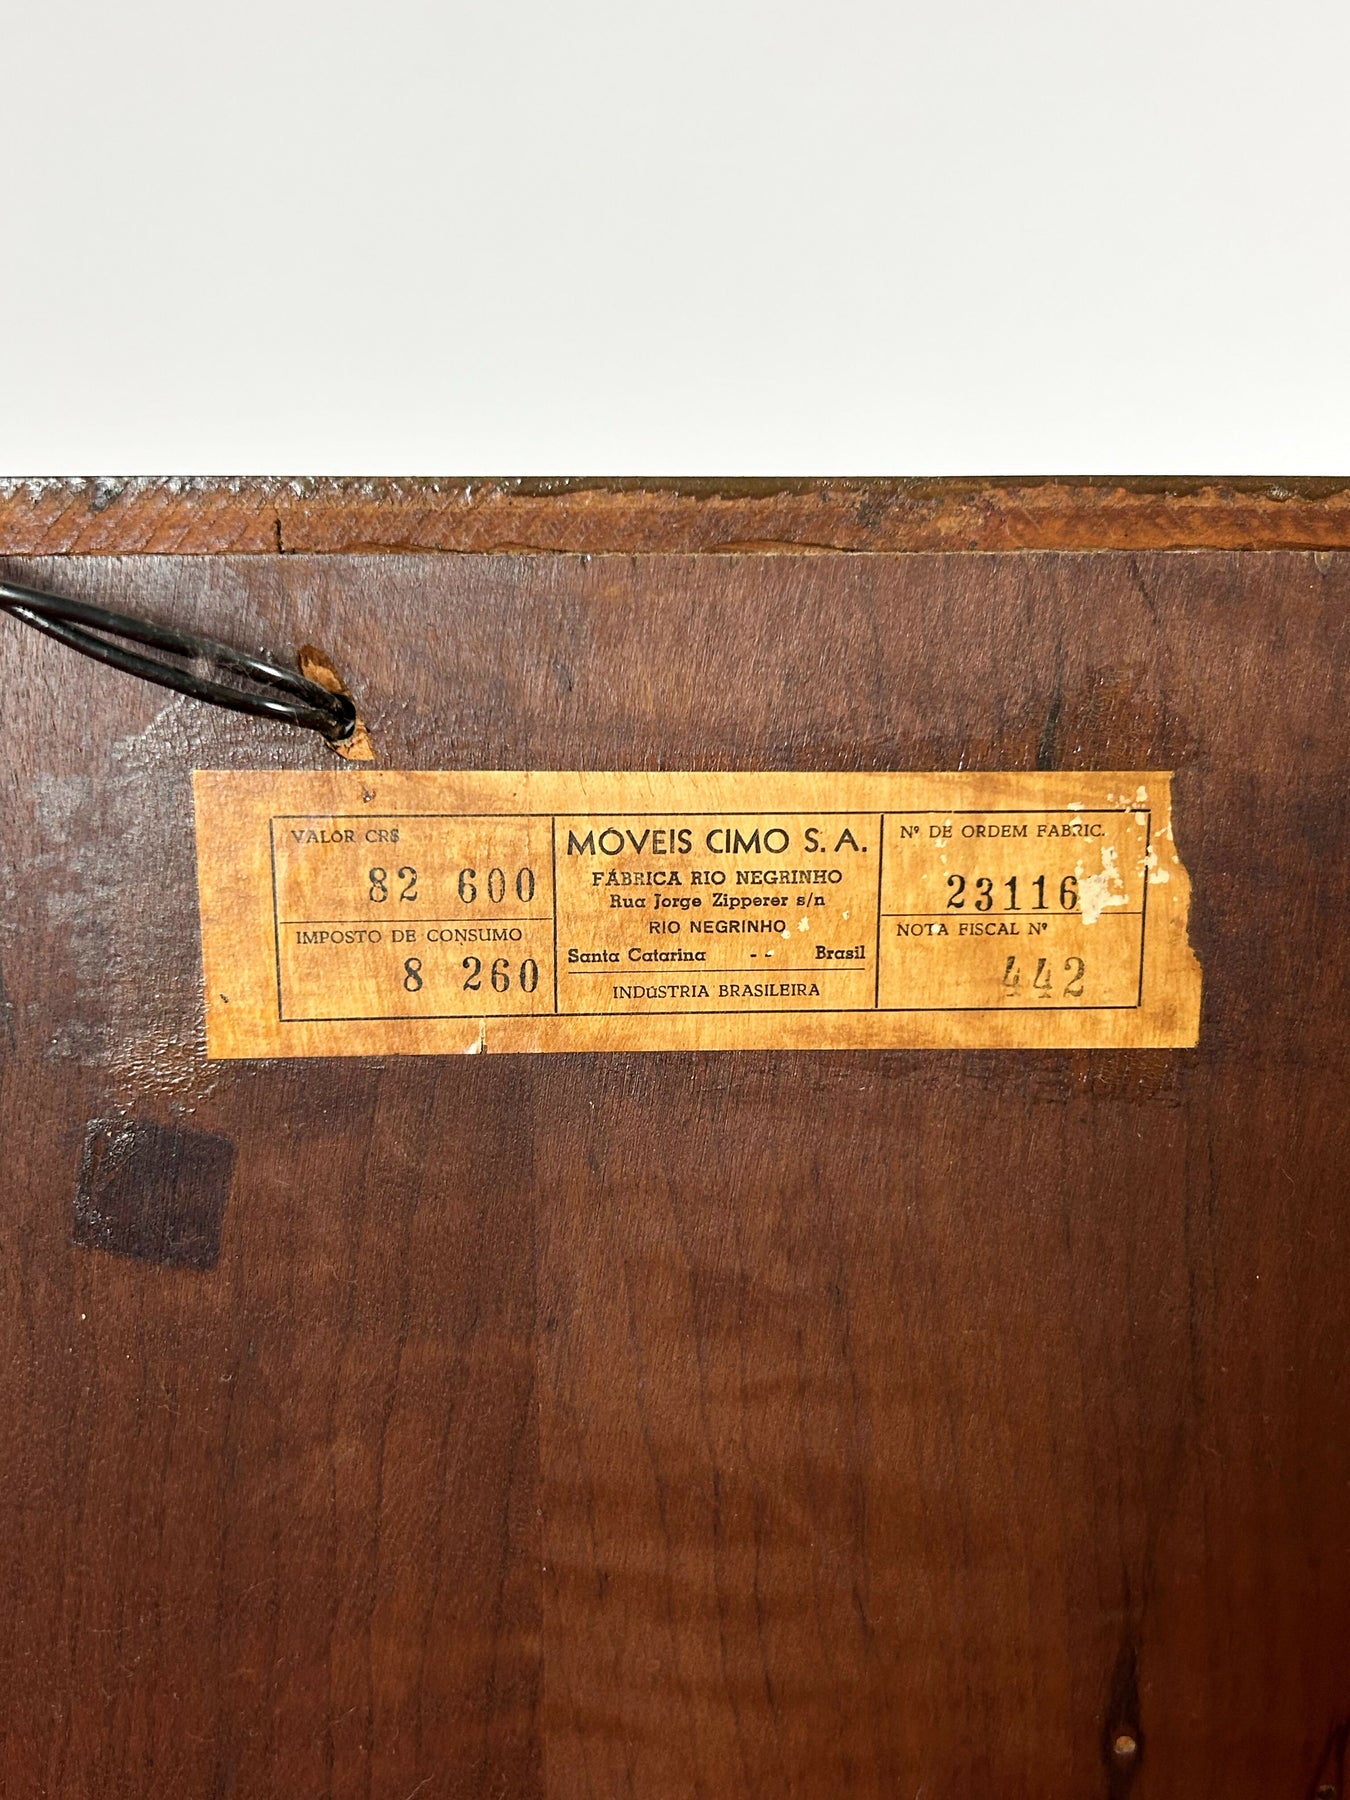 VALOR CR$
82 600
IMPOSTO DE CONSUMO
8 260
MÓVEIS CIMO S. A.
FÁBRICA RIO NEGRINHO
Rua Jorge Zipperer s/n
RIO NEGRINHO
Santa Catarina -- Brasil
INDúSTRIA BRASILEIRA
Nº DE ORDEM FABRIC.
23116
NOTA FISCAL Nº
442